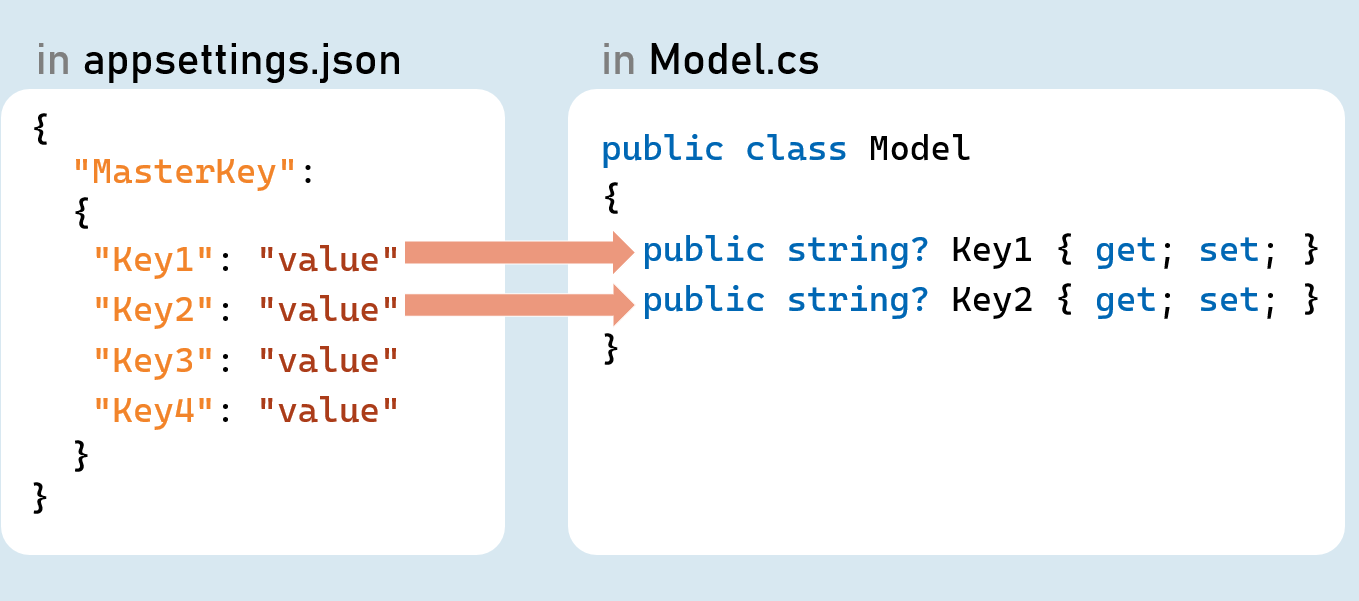 in appsettings.json
{
"MasterKey":
{
"Key1": "value"
"Key2": "value"
"Key3": "value"
"Key4": "value"
}
}
in Model.cs
public class Model
{
public string? Key1 { get; set; }
public string? Key2 { get; set; }
}